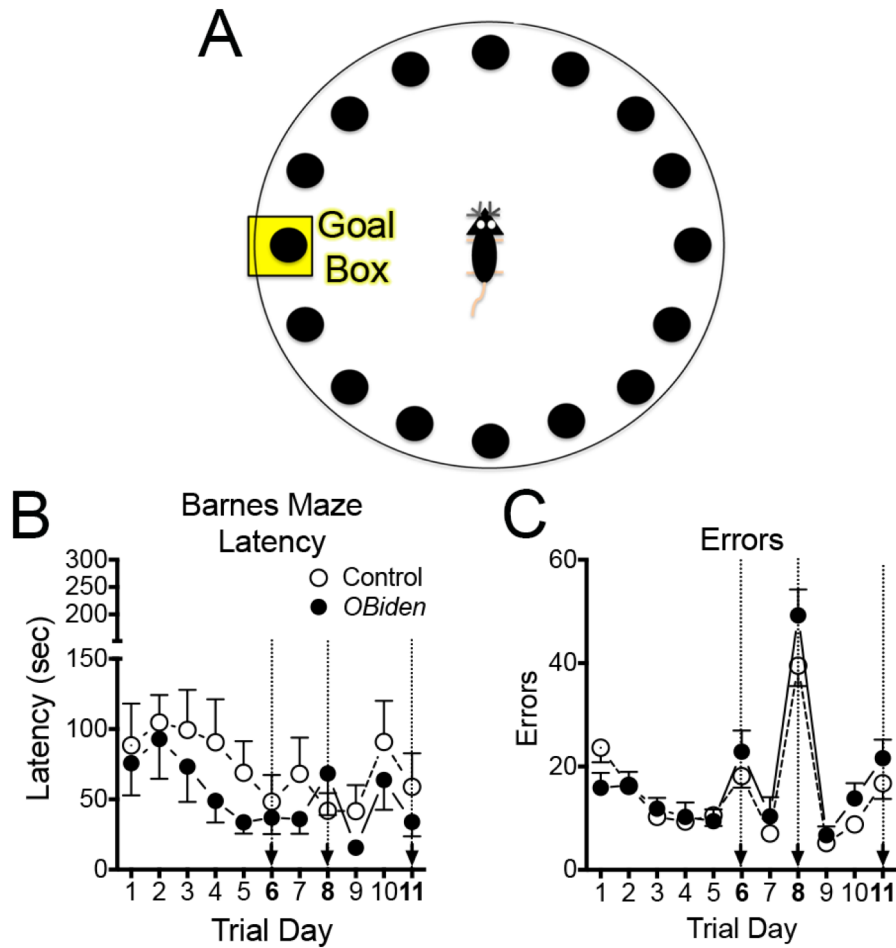 A
Goal
Box
B
Barnes Maze
Latency
300
250
200
150
100
50
0
Latency (sec)
Control
OBiden
1 2 3 4 5 6 7 8 9 10 11
Trial Day
C
Errors
60
40
20
0
Errors
1 2 3 4 5 6 7 8 9 10 11
Trial Day